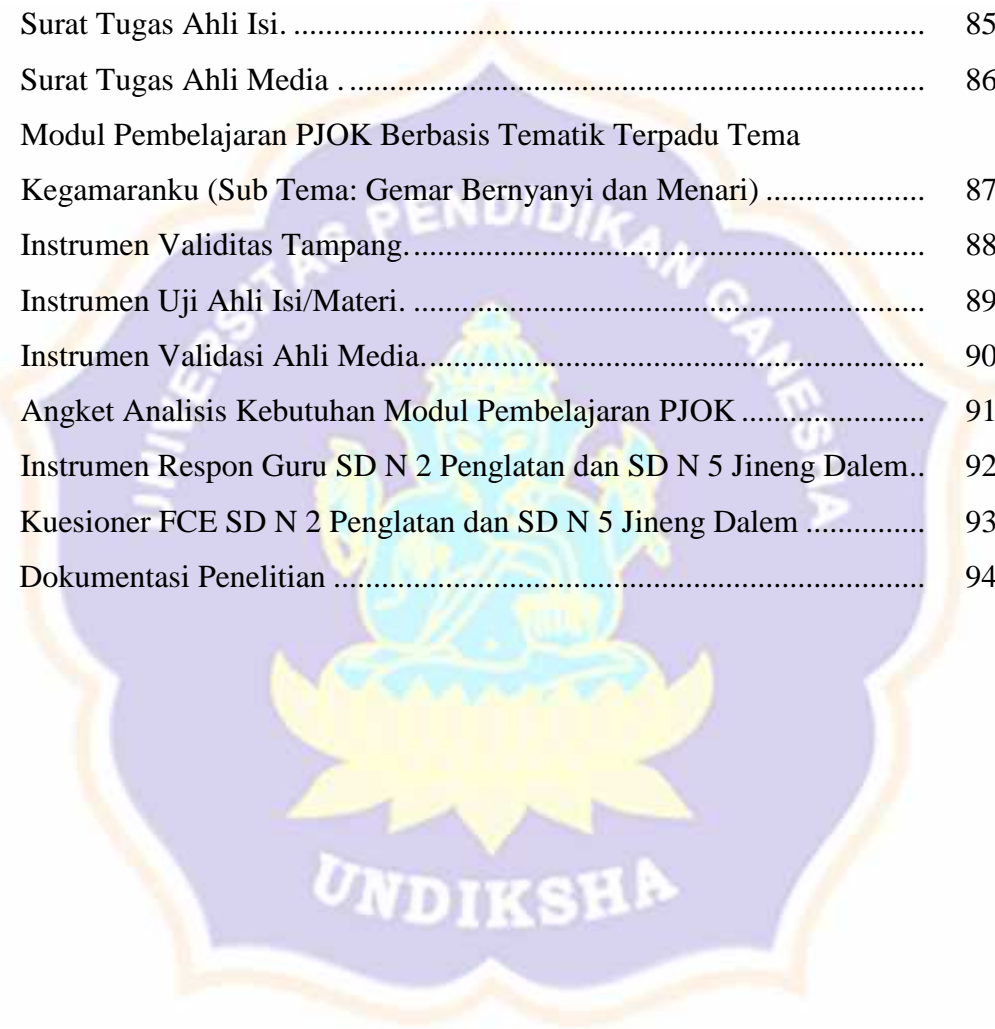 Surat Tugas Ahli Isi. ............................................................................... 85
Surat Tugas Ahli Media . ........................................................................ 86
Modul Pembelajaran PJOK Berbasis Tematik Terpadu Tema
Kegamaranku (Sub Tema: Gemar Bernyanyi dan Menari) .................... 87
Instrumen Validitas Tampang. ................................................................ 88
Instrumen Uji Ahli Isi/Materi. ................................................................ 89
Instrumen Validasi Ahli Media. .............................................................. 90
Angket Analisis Kebutuhan Modul Pembelajaran PJOK ....................... 91
Instrumen Respon Guru SD N 2 Penglatan dan SD N 5 Jineng Dalem.. 92
Kuesioner FCE SD N 2 Penglatan dan SD N 5 Jineng Dalem ............... 93
Dokumentasi Penelitian .......................................................................... 94
UNIVERSITAS PENDIDIKAN GANESHA
UNDIKSHA